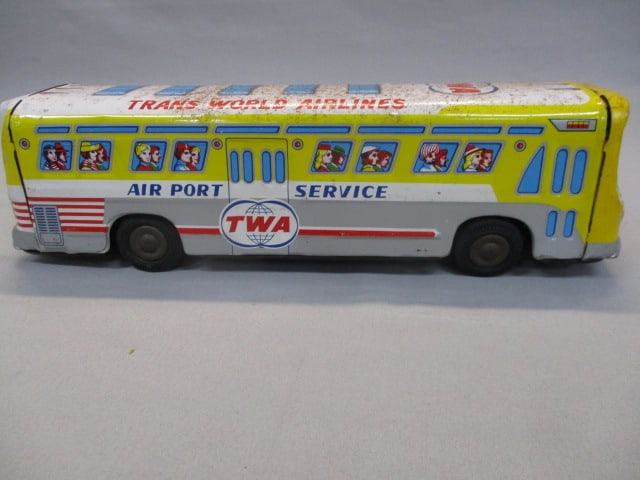 TRANS WORLD AIRLINES
AIR PORT SERVICE
TWA